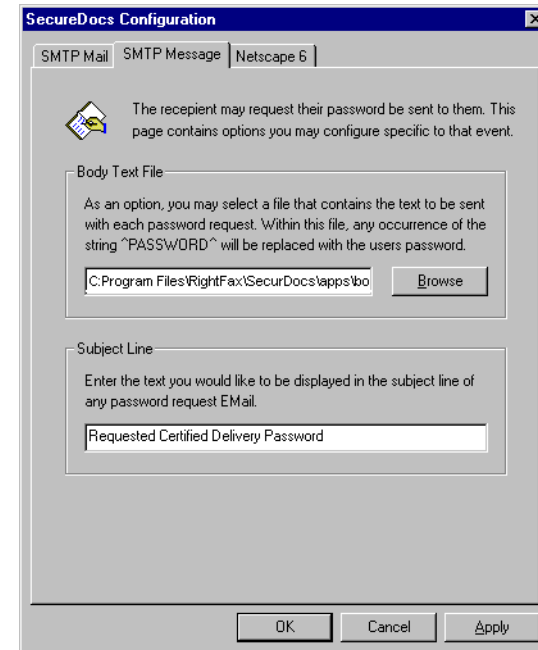 SecureDocs Configuration
SMTP Mail SMTP Message Netscape 6
The recepient may request their password be sent to them. This
page contains options you may configure specific to that event.
Body Text File
As an option, you may select a file that contains the text to be sent
with each password request. Within this file, any occurrence of the
string ^PASSWORD^ will be replaced with the users password.
C:Program Files\RightFax\SecurDocs\apps\bo Browse
Subject Line
Enter the text you would like to be displayed in the subject line of
any password request EMail.
Requested Certified Delivery Password
OK Cancel Apply